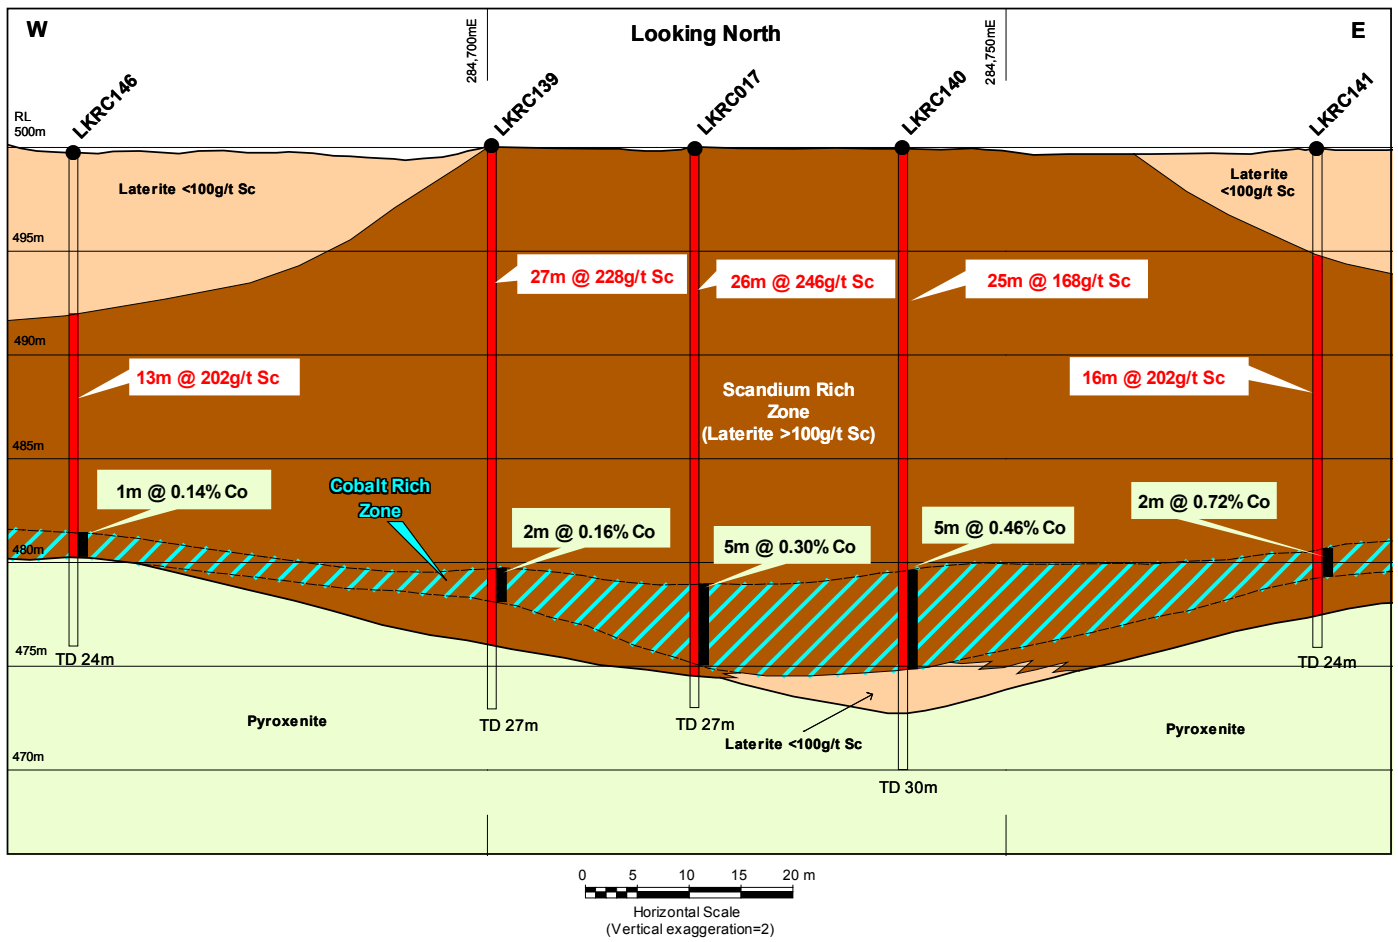 W
Looking North
E
284,700mE
284,750mE
LKRC146
LKRC139
LKRC017
LKRC140
LKRC141
RL
500m
Laterite <100g/t Sc
Laterite
<100g/t Sc
495m
27m @ 228g/t Sc
26m @ 246g/t Sc
25m @ 168g/t Sc
490m
13m @ 202g/t Sc
16m @ 202g/t Sc
Scandium Rich
Zone
(Laterite >100g/t Sc)
485m
Cobalt Rich
Zone
1m @ 0.14% Co
2m @ 0.16% Co
5m @ 0.30% Co
5m @ 0.46% Co
2m @ 0.72% Co
480m
475m
TD 24m
TD 27m
TD 27m
TD 24m
Pyroxenite
Laterite <100g/t Sc
Pyroxenite
470m
TD 30m
0 5 10 15 20 m
Horizontal Scale
(Vertical exaggeration=2)